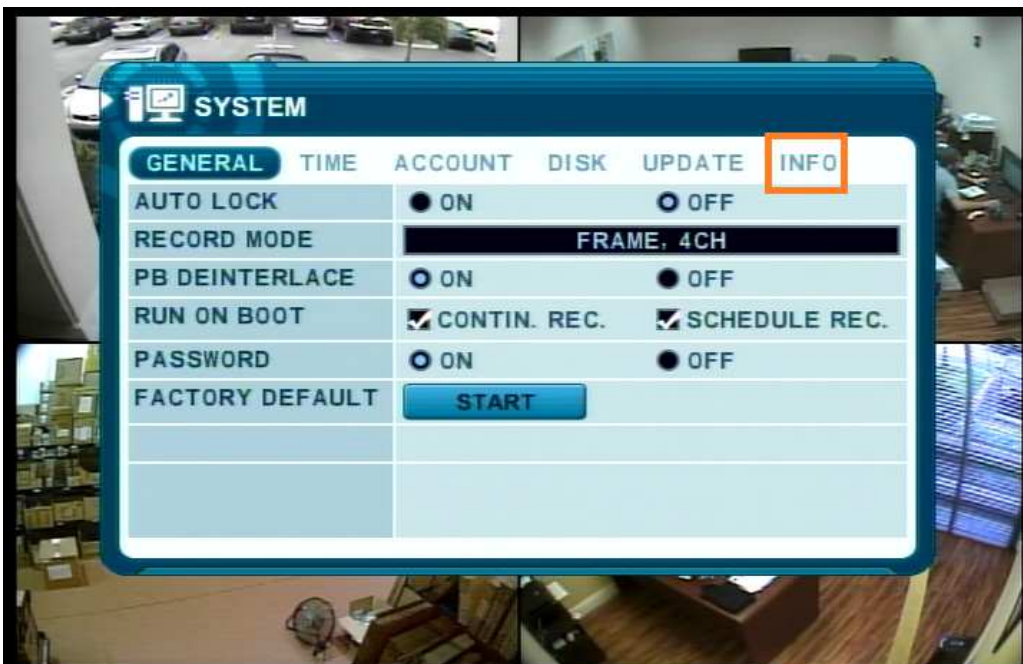 SYSTEM
GENERAL TIME ACCOUNT DISK UPDATE INFO
AUTO LOCK ON OFF
RECORD MODE FRAME, 4CH
PB DEINTERLACE ON OFF
RUN ON BOOT CONTIN. REC. SCHEDULE REC.
PASSWORD ON OFF
FACTORY DEFAULT START